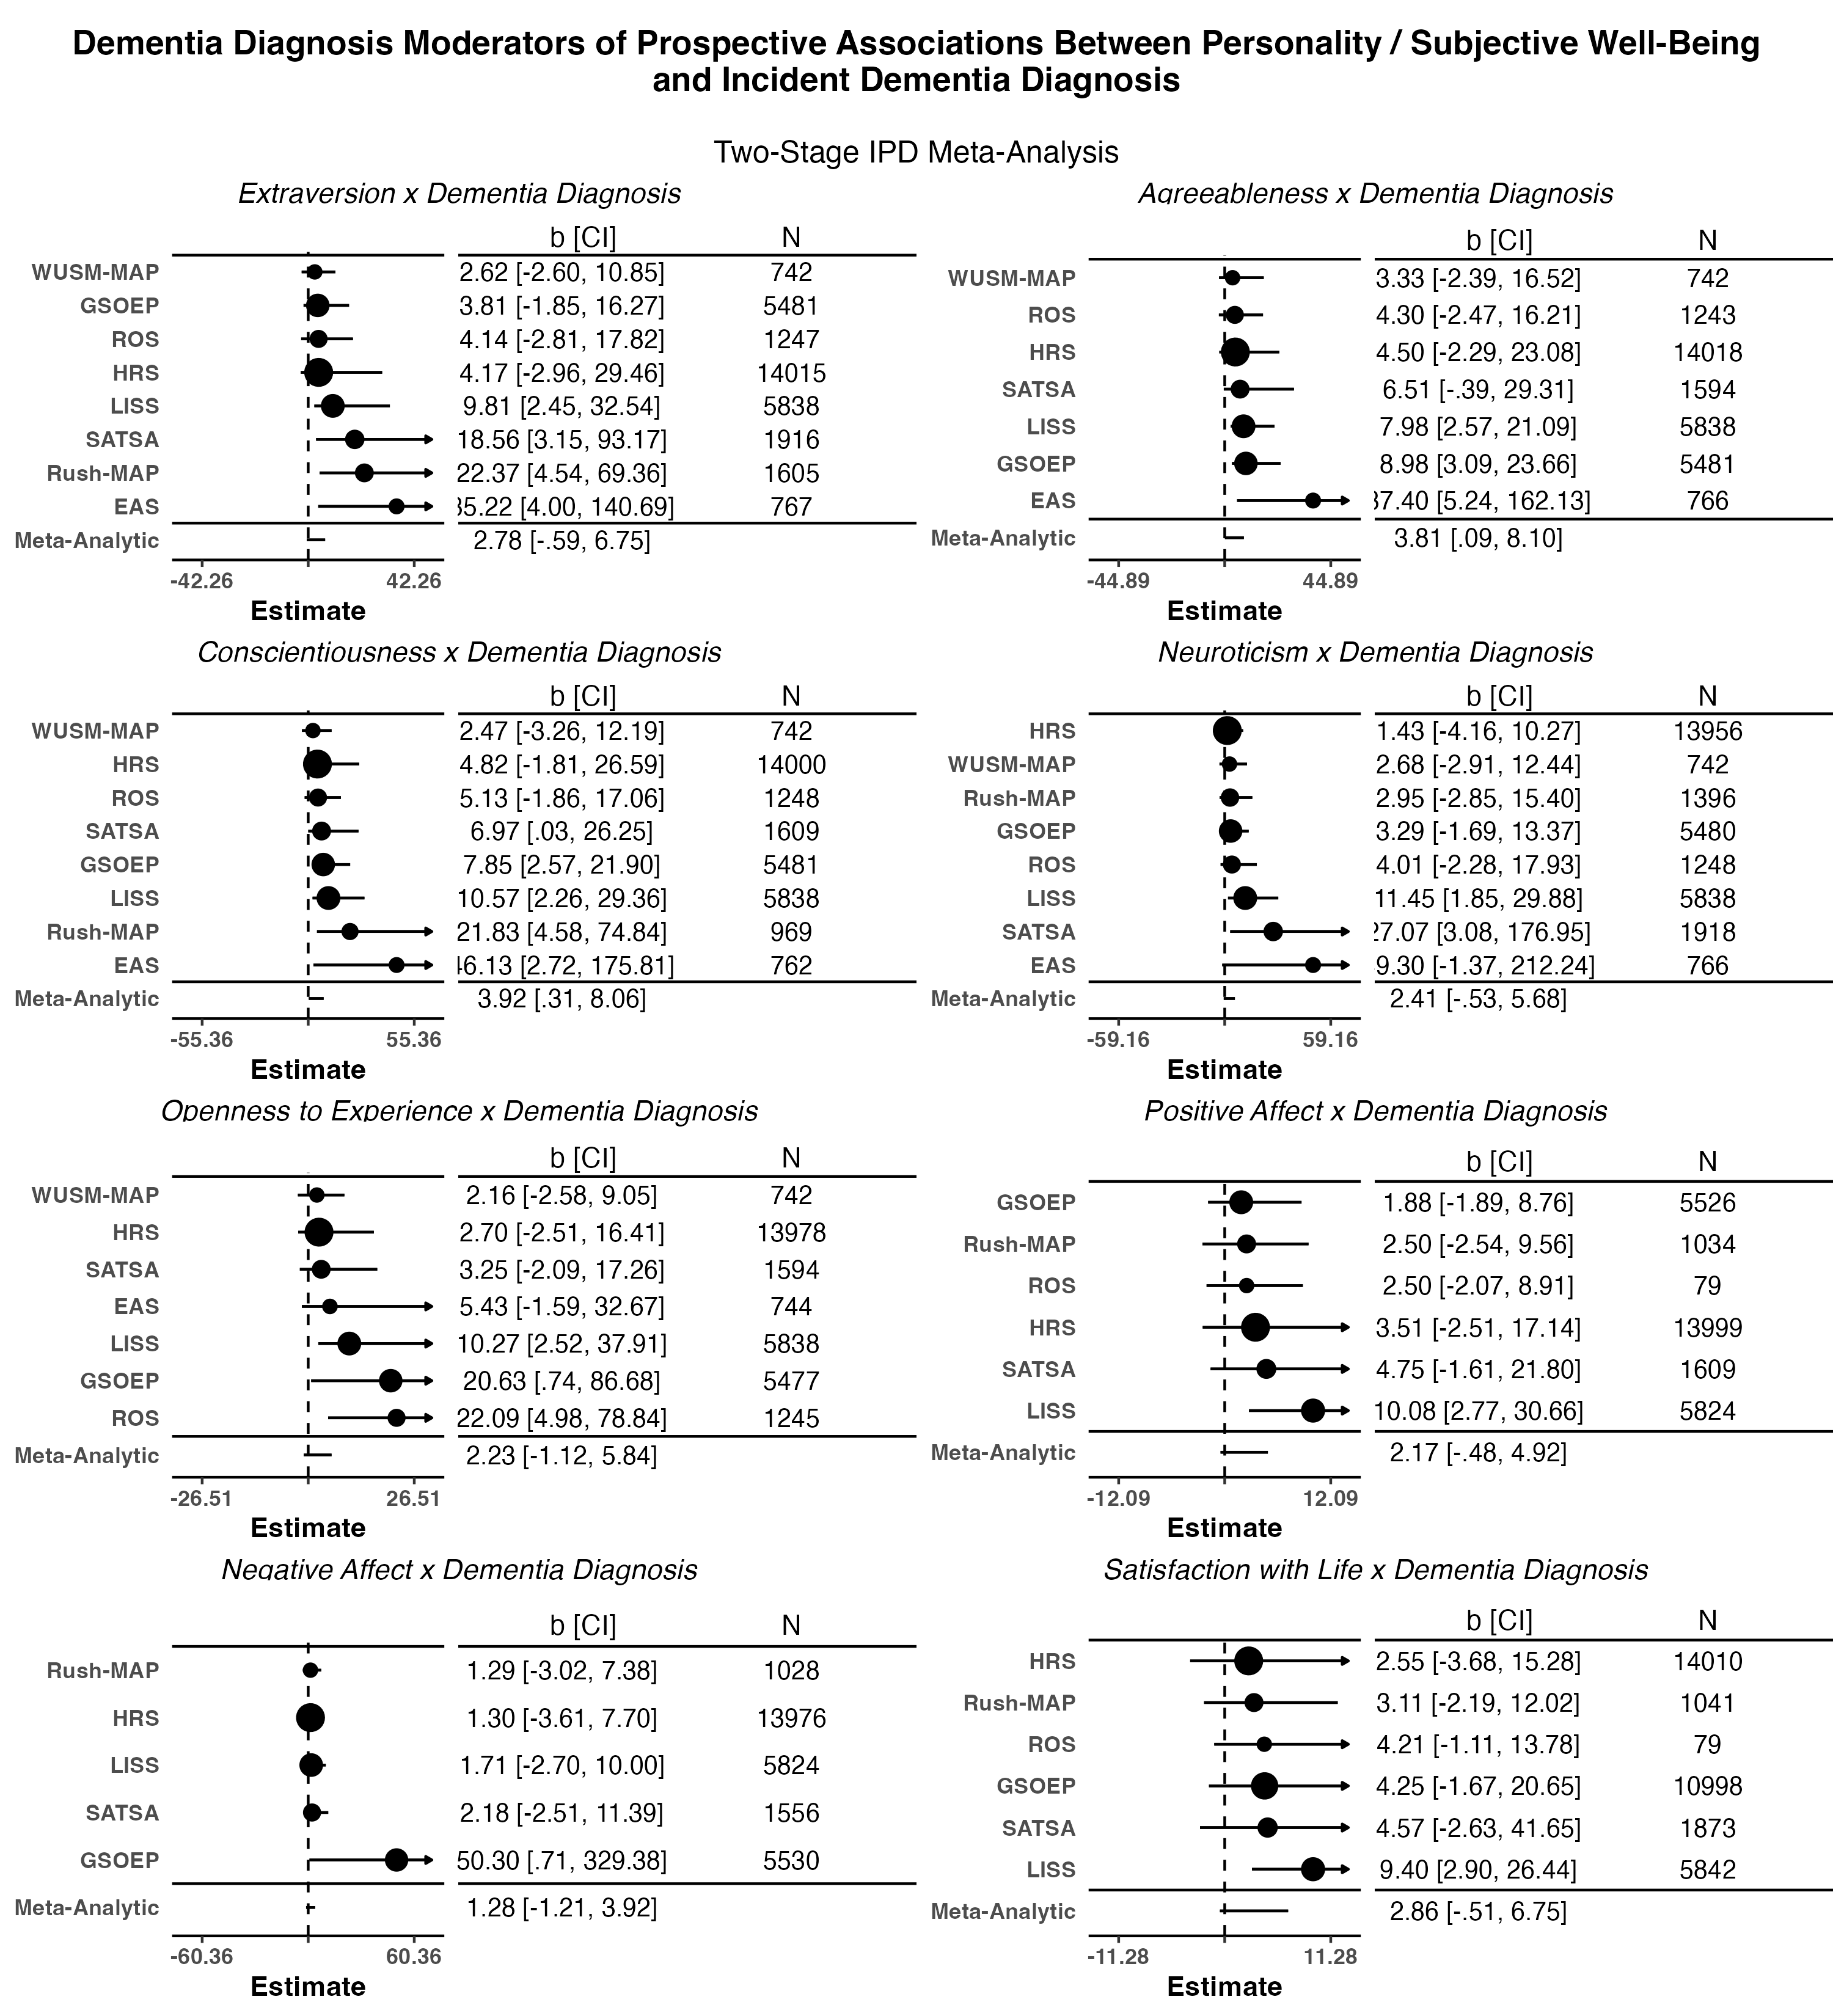 Dementia Diagnosis Moderators of Prospective Associations Between Personality / Subjective Well-Being
and Incident Dementia Diagnosis
Two-Stage IPD Meta-Analysis
Extraversion x Dementia Diagnosis
b [CI] N
WUSM-MAP 2.62 [-2.60, 10.85] 742
GSOEP 3.81 [-1.85, 16.27] 5481
ROS 4.14 [-2.81, 17.82] 1247
HRS 4.17 [-2.96, 29.46] 14015
LISS 9.81 [2.45, 32.54] 5838
SATSA 18.56 [3.15, 93.17] 1916
Rush-MAP 22.37 [4.54, 69.36] 1605
EAS 35.22 [4.00, 140.69] 767
Meta-Analytic 2.78 [-.59, 6.75]
-42.26 42.26
Estimate
Agreeableness x Dementia Diagnosis
b [CI] N
WUSM-MAP 3.33 [-2.39, 16.52] 742
ROS 4.30 [-2.47, 16.21] 1243
HRS 4.50 [-2.29, 23.08] 14018
SATSA 6.51 [-.39, 29.31] 1594
LISS 7.98 [2.57, 21.09] 5838
GSOEP 8.98 [3.09, 23.66] 5481
EAS 37.40 [5.24, 162.13] 766
Meta-Analytic 3.81 [.09, 8.10]
-44.89 44.89
Estimate
Conscientiousness x Dementia Diagnosis
b [CI] N
WUSM-MAP 2.47 [-3.26, 12.19] 742
HRS 4.82 [-1.81, 26.59] 14000
ROS 5.13 [-1.86, 17.06] 1248
SATSA 6.97 [.03, 26.25] 1609
GSOEP 7.85 [2.57, 21.90] 5481
LISS 10.57 [2.26, 29.36] 5838
Rush-MAP 21.83 [4.58, 74.84] 969
EAS 46.13 [2.72, 175.81] 762
Meta-Analytic 3.92 [.31, 8.06]
-55.36 55.36
Estimate
Neuroticism x Dementia Diagnosis
b [CI] N
HRS 1.43 [-4.16, 10.27] 13956
WUSM-MAP 2.68 [-2.91, 12.44] 742
Rush-MAP 2.95 [-2.85, 15.40] 1396
GSOEP 3.29 [-1.69, 13.37] 5480
ROS 4.01 [-2.28, 17.93] 1248
LISS 11.45 [1.85, 29.88] 5838
SATSA 27.07 [3.08, 176.95] 1918
EAS 9.30 [-1.37, 212.24] 766
Meta-Analytic 2.41 [-.53, 5.68]
-59.16 59.16
Estimate
Openness to Experience x Dementia Diagnosis
b [CI] N
WUSM-MAP 2.16 [-2.58, 9.05] 742
HRS 2.70 [-2.51, 16.41] 13978
SATSA 3.25 [-2.09, 17.26] 1594
EAS 5.43 [-1.59, 32.67] 744
LISS 10.27 [2.52, 37.91] 5838
GSOEP 20.63 [.74, 86.68] 5477
ROS 22.09 [4.98, 78.84] 1245
Meta-Analytic 2.23 [-1.12, 5.84]
-26.51 26.51
Estimate
Positive Affect x Dementia Diagnosis
b [CI] N
GSOEP 1.88 [-1.89, 8.76] 5526
Rush-MAP 2.50 [-2.54, 9.56] 1034
ROS 2.50 [-2.07, 8.91] 79
HRS 3.51 [-2.51, 17.14] 13999
SATSA 4.75 [-1.61, 21.80] 1609
LISS 10.08 [2.77, 30.66] 5824
Meta-Analytic 2.17 [-.48, 4.92]
-12.09 12.09
Estimate
Negative Affect x Dementia Diagnosis
b [CI] N
Rush-MAP 1.29 [-3.02, 7.38] 1028
HRS 1.30 [-3.61, 7.70] 13976
LISS 1.71 [-2.70, 10.00] 5824
SATSA 2.18 [-2.51, 11.39] 1556
GSOEP 50.30 [.71, 329.38] 5530
Meta-Analytic 1.28 [-1.21, 3.92]
-60.36 60.36
Estimate
Satisfaction with Life x Dementia Diagnosis
b [CI] N
HRS 2.55 [-3.68, 15.28] 14010
Rush-MAP 3.11 [-2.19, 12.02] 1041
ROS 4.21 [-1.11, 13.78] 79
GSOEP 4.25 [-1.67, 20.65] 10998
SATSA 4.57 [-2.63, 41.65] 1873
LISS 9.40 [2.90, 26.44] 5842
Meta-Analytic 2.86 [-.51, 6.75]
-11.28 11.28
Estimate